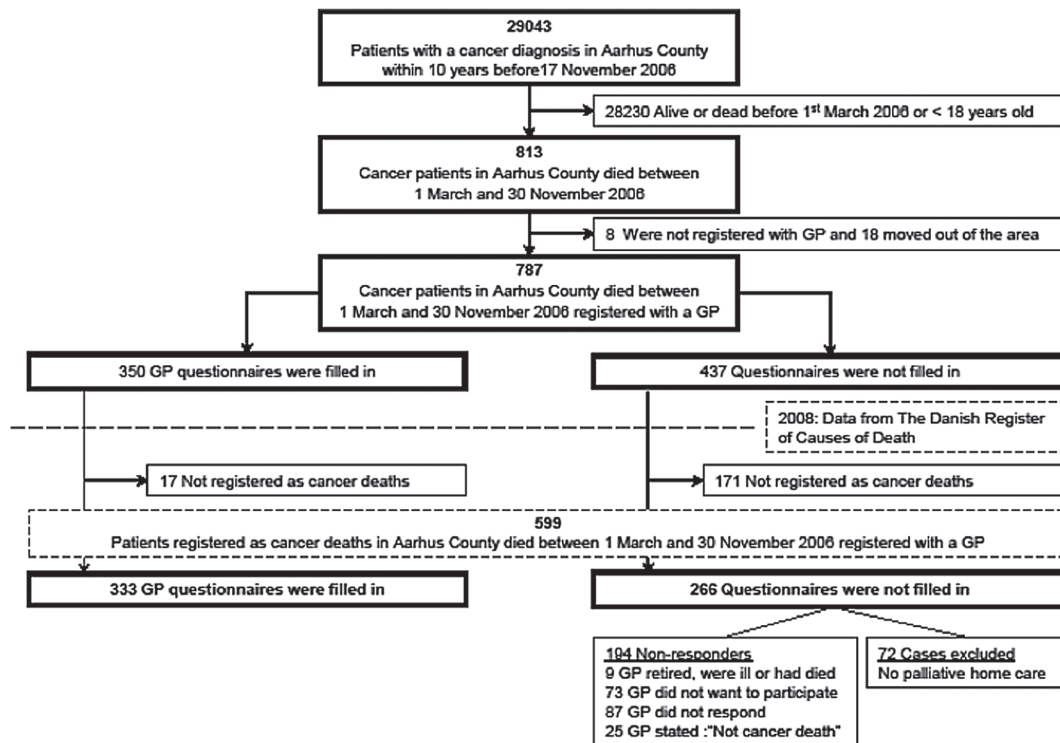 29043
Patients with a cancer diagnosis in Aarhus County
within 10 years before17 November 2006
28230 Alive or dead before 1st March 2006 or < 18 years old
813
Cancer patients in Aarhus County died between
1 March and 30 November 2006
8 Were not registered with GP and 18 moved out of the area
787
Cancer patients in Aarhus County died between
1 March and 30 November 2006 registered with a GP
350 GP questionnaires were filled in
437 Questionnaires were not filled in
2008: Data from The Danish Register
of Causes of Death
17 Not registered as cancer deaths
171 Not registered as cancer deaths
599
Patients registered as cancer deaths in Aarhus County died between 1 March and 30 November 2006 registered with a GP
333 GP questionnaires were filled in
266 Questionnaires were not filled in
194 Non-responders
9 GP retired, were ill or had died
73 GP did not want to participate
87 GP did not respond
25 GP stated :"Not cancer death"
72 Cases excluded
No palliative home care